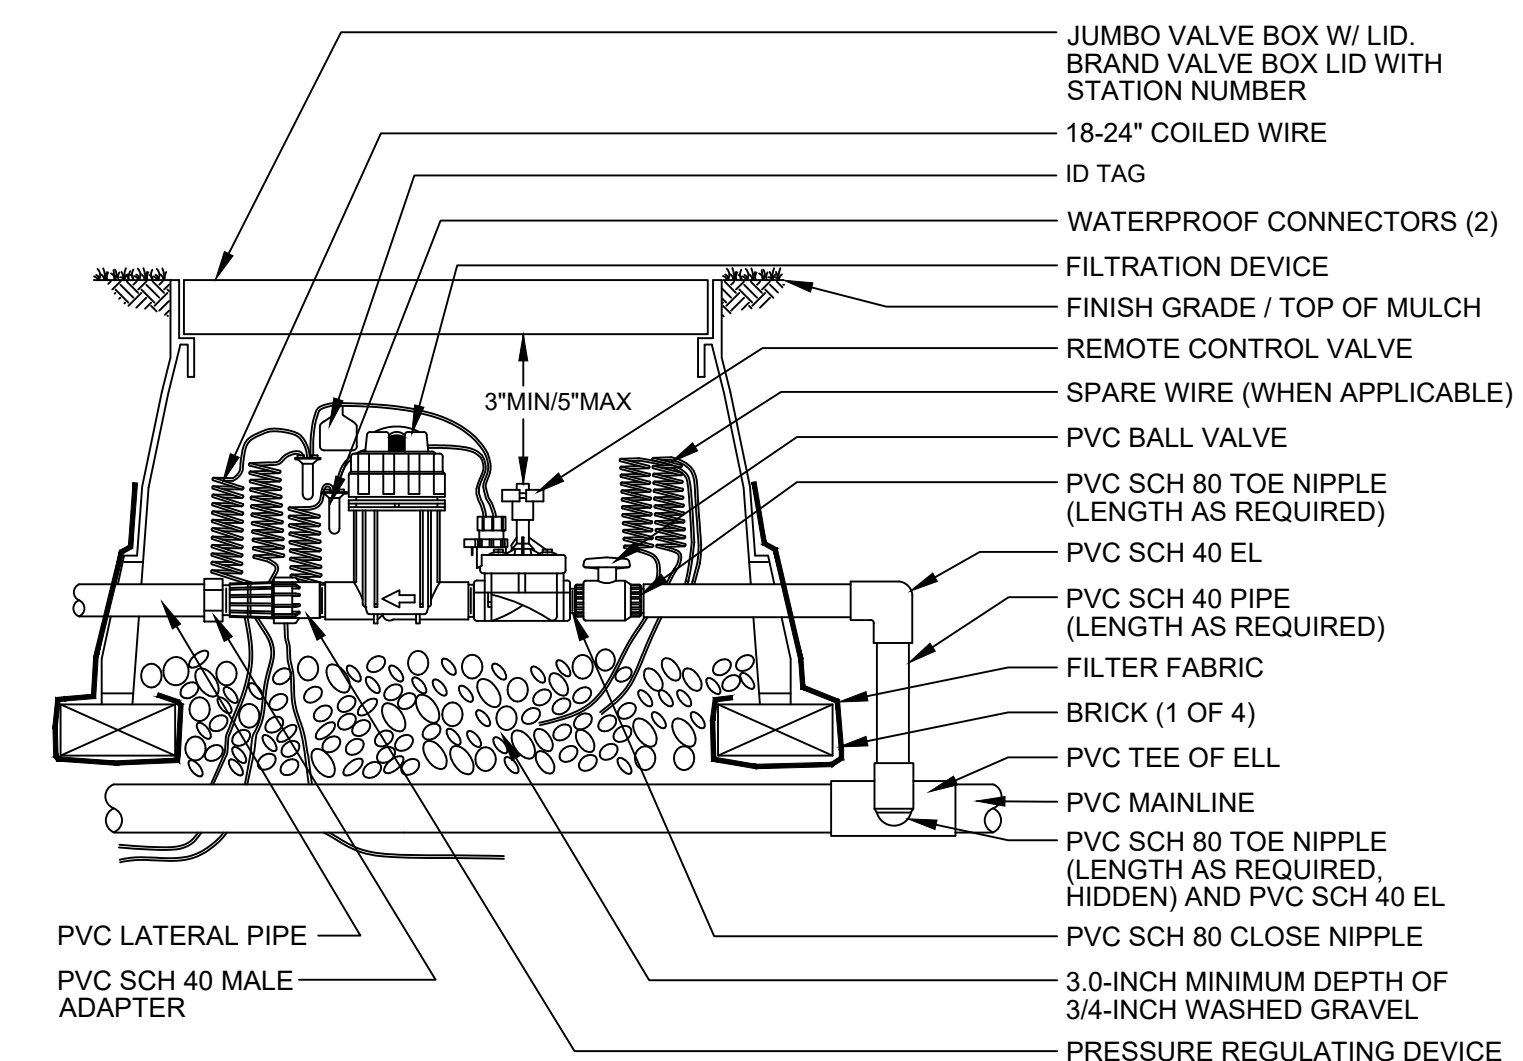 JUMBO VALVE BOX W/ LID.
BRAND VALVE BOX LID WITH
STATION NUMBER
18-24" COILED WIRE
ID TAG
WATERPROOF CONNECTORS (2)
FILTRATION DEVICE
FINISH GRADE / TOP OF MULCH
REMOTE CONTROL VALVE
SPARE WIRE (WHEN APPLICABLE)
3"MIN/5"MAX
PVC BALL VALVE
PVC SCH 80 TOE NIPPLE
(LENGTH AS REQUIRED)
PVC SCH 40 EL
PVC SCH 40 PIPE
(LENGTH AS REQUIRED)
FILTER FABRIC
BRICK (1 OF 4)
PVC TEE OF ELL
PVC MAINLINE
PVC SCH 80 TOE NIPPLE
(LENGTH AS REQUIRED,
HIDDEN) AND PVC SCH 40 EL
PVC SCH 80 CLOSE NIPPLE
3.0-INCH MINIMUM DEPTH OF
3/4-INCH WASHED GRAVEL
PRESSURE REGULATING DEVICE
PVC LATERAL PIPE
PVC SCH 40 MALE
ADAPTER